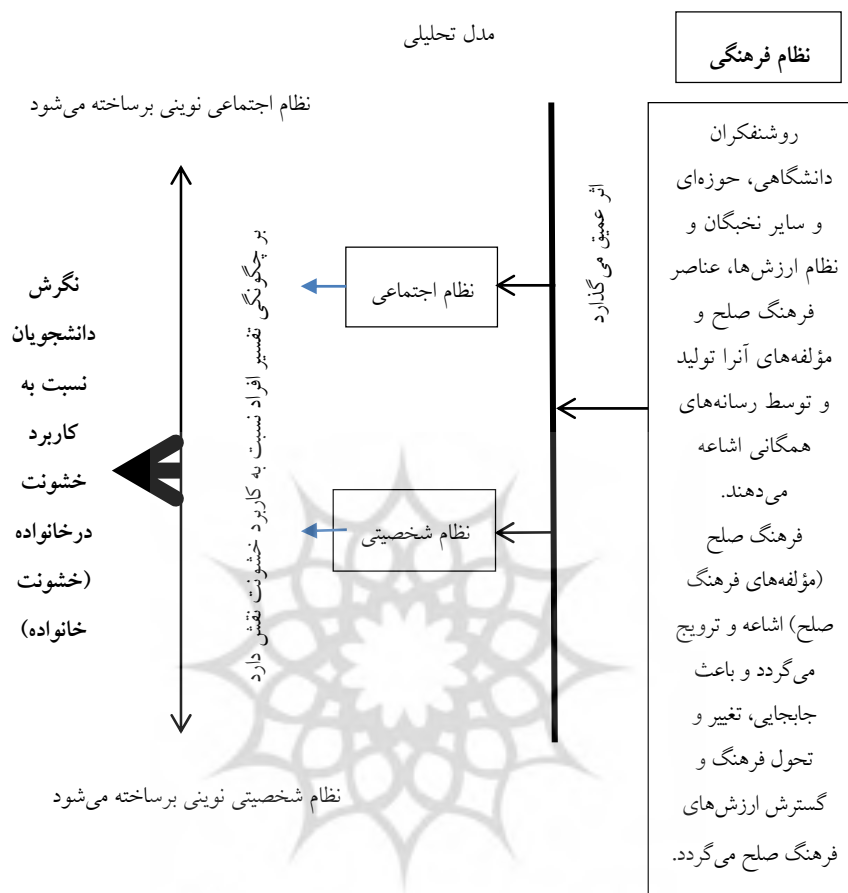 مدل تحلیلی
نظام فرهنگی
روشنفکران
دانشگاهی، حوزه‌ای
و سایر نخبگان و
نظام ارزش‌ها، عناصر
فرهنگ صلح و
مؤلفه‌های آنرا تولید
و توسط رسانه‌های
همگانی اشاعه
می‌دهند.
فرهنگ صلح
(مؤلفه‌های فرهنگ
صلح) اشاعه و ترویج
می‌گردد و باعث
جابجایی، تغییر و
تحول فرهنگ و
گسترش ارزش‌های
فرهنگ صلح می‌گردد.
اثر عمیق می‌گذارد
نظام اجتماعی
نظام شخصیتی
بر چگونگی تفسیر افراد نسبت به کاربرد خشونت نقش دارد
نظام اجتماعی نوینی برساخته می‌شود
نظام شخصیتی نوینی برساخته می‌شود
نگرش
دانشجویان
نسبت به
کاربرد
خشونت
درخانواده
(خشونت
خانواده)